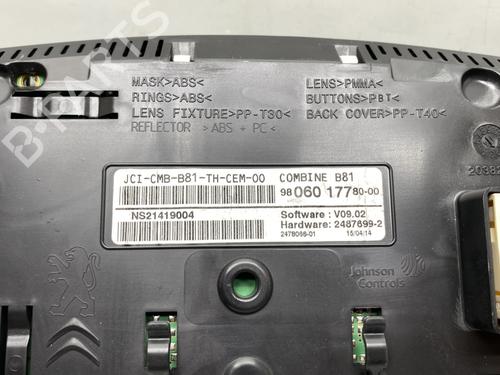 MASK>ABS<
RINGS>ABS<
LENS FIXTURE>PP-T30<
REFLECTOR >ABS + PC<
LENS>PMMA<
BUTTONS>PBT<
BACK COVER>PP-T40<
JCI-CMB-B81-TH-CEM-00 COMBINE B81
98 060 177 80-00
NS21419004
Software : V09.02
Hardware: 2487699-2
2478066-01 15/04/14
Johnson
Controls